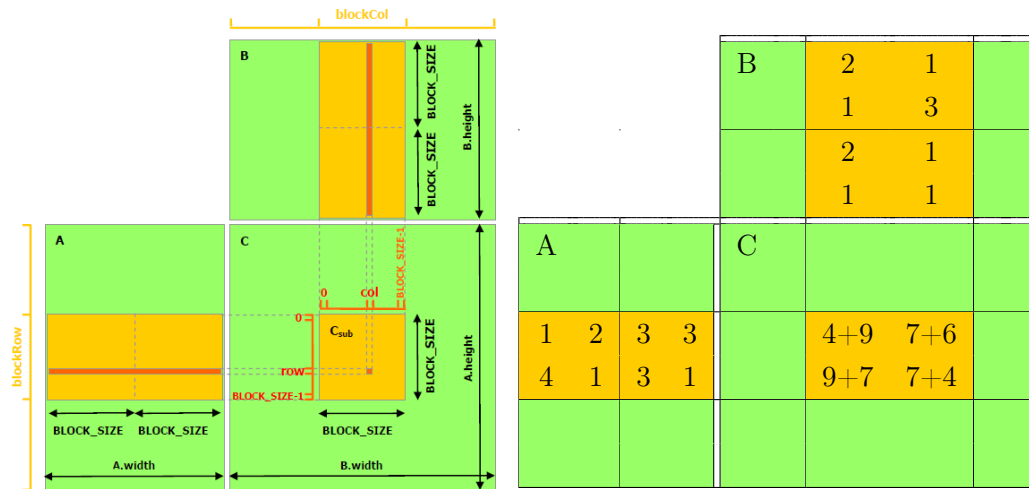 blockCol
B
BLOCK_SIZE
BLOCK_SIZE
B.height
A
C
BLOCK_SIZE-1
0
col
0
C_sub
BLOCK_SIZE
A.height
blockRow
row
BLOCK_SIZE-1
BLOCK_SIZE
BLOCK_SIZE
BLOCK_SIZE
A.width
B.width
B
2 1
1 3
2 1
1 1
A
C
1 2 3 3
4+9 7+6
4 1 3 1
9+7 7+4